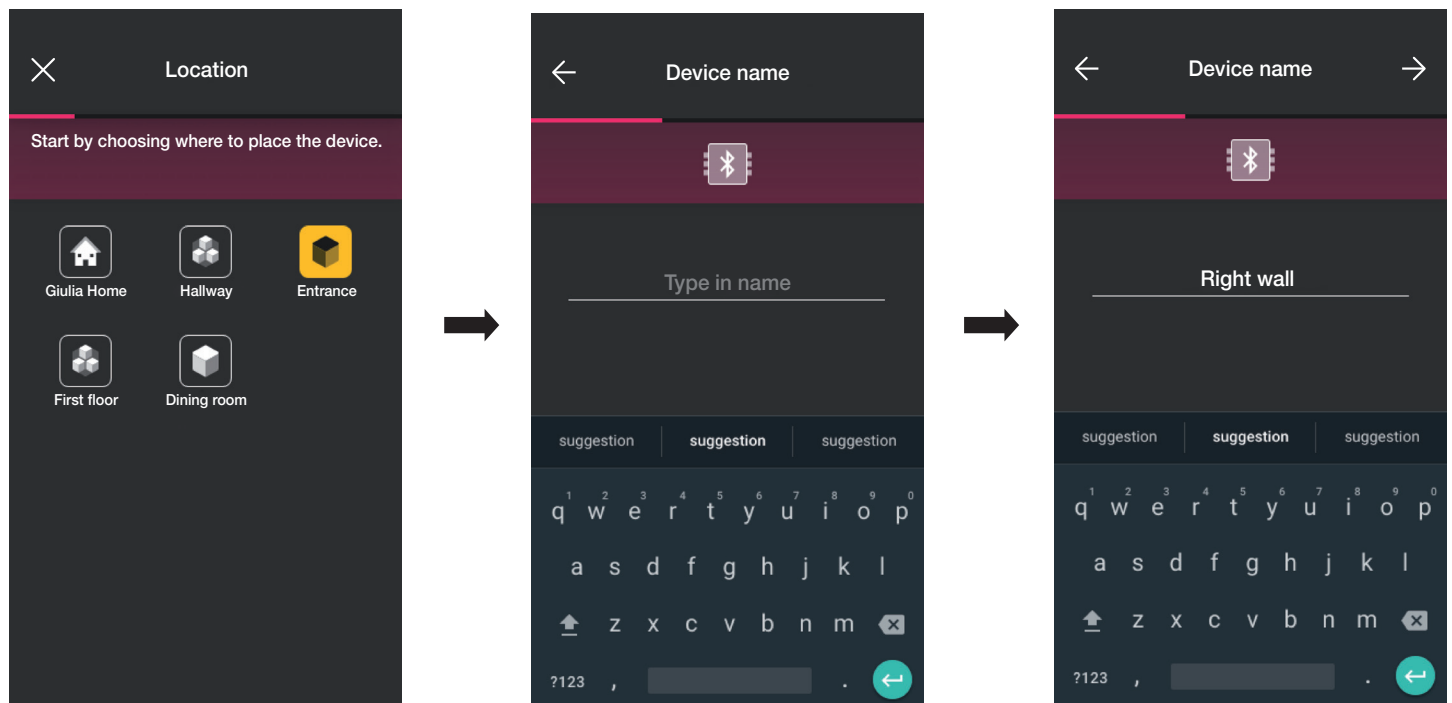 Location
Start by choosing where to place the device.
Giulia Home
Hallway
Entrance
First floor
Dining room
Device name
Type in name
suggestion suggestion suggestion
1 2 3 4 5 6 7 8 9 0
q w e r t y u i o p
a s d f g h j k l
z x c v b n m
?123 , .
Device name
Right wall
suggestion suggestion suggestion
1 2 3 4 5 6 7 8 9 0
q w e r t y u i o p
a s d f g h j k l
z x c v b n m
?123 , .